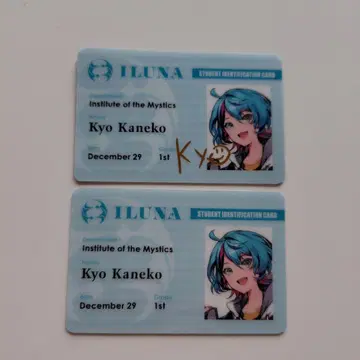 ILUNA STUDENT IDENTIFICATION CARD
Institute of the Mystics
Kyo Kaneko
December 29 1st
Kyo
ILUNA STUDENT IDENTIFICATION CARD
Institute of the Mystics
Kyo Kaneko
December 29 1st